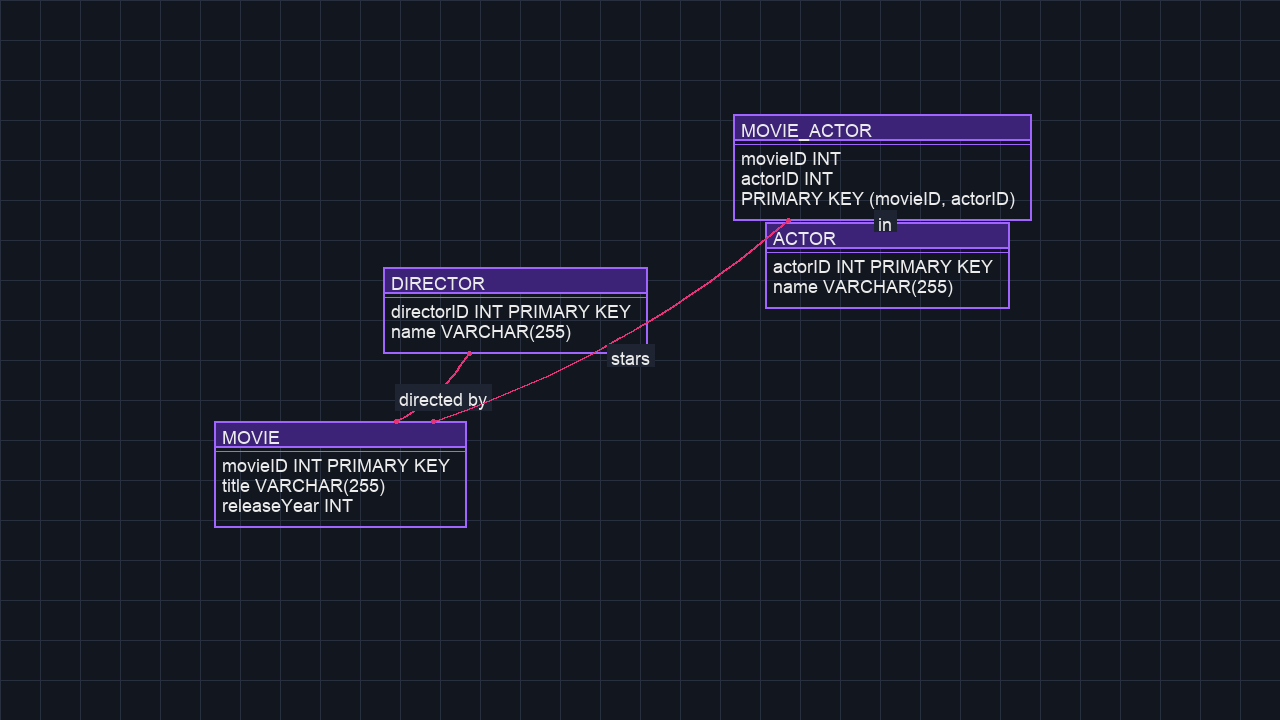 MOVIE_ACTOR
movieID INT
actorID INT
PRIMARY KEY (movieID, actorID)
in
ACTOR
actorID INT PRIMARY KEY
name VARCHAR(255)
DIRECTOR
directorID INT PRIMARY KEY
name VARCHAR(255)
stars
directed by
MOVIE
movieID INT PRIMARY KEY
title VARCHAR(255)
releaseYear INT